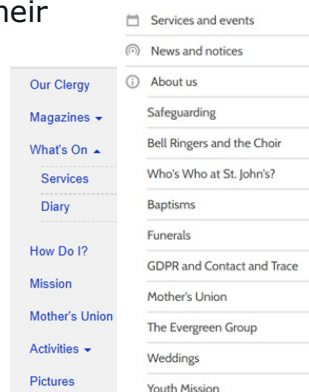 heir
Our Clergy
Magazines
What's On
Services
Diary
How Do I?
Mission
Mother's Union
Activities
Pictures
Services and events
News and notices
About us
Safeguarding
Bell Ringers and the Choir
Who's Who at St. John's?
Baptisms
Funerals
GDPR and Contact and Trace
Mother's Union
The Evergreen Group
Weddings
Youth Mission